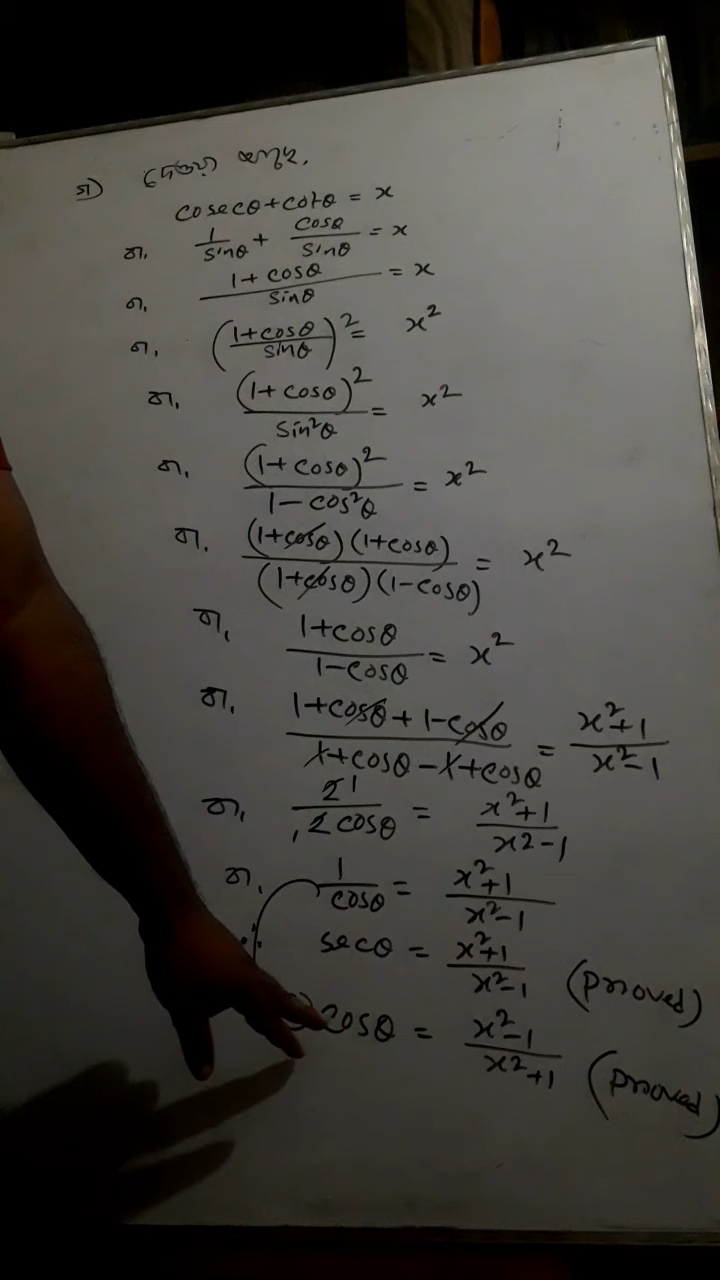 গ) দেওয়া আছে,
cosecθ + cotθ = x
বা, 1/sinθ + cosθ/sinθ = x
বা, (1 + cosθ)/sinθ = x
বা, ((1+cosθ)/sinθ)² = x²
বা, (1+cosθ)²/sin²θ = x²
বা, (1+cosθ)²/(1-cos²θ) = x²
বা, (1+cosθ)(1+cosθ)/(1+cosθ)(1-cosθ) = x²
বা, (1+cosθ)/(1-cosθ) = x²
বা, (1+cosθ+1-cosθ)/(1+cosθ-1+cosθ) = (x²+1)/(x²-1)
বা, 2 1/1 2cosθ = (x²+1)/(x2-1)
বা, 1/cosθ = (x²+1)/(x²-1)
∴ secθ = (x²+1)/(x²-1) (proved)
cosθ = (x²-1)/(x²+1) (proved)